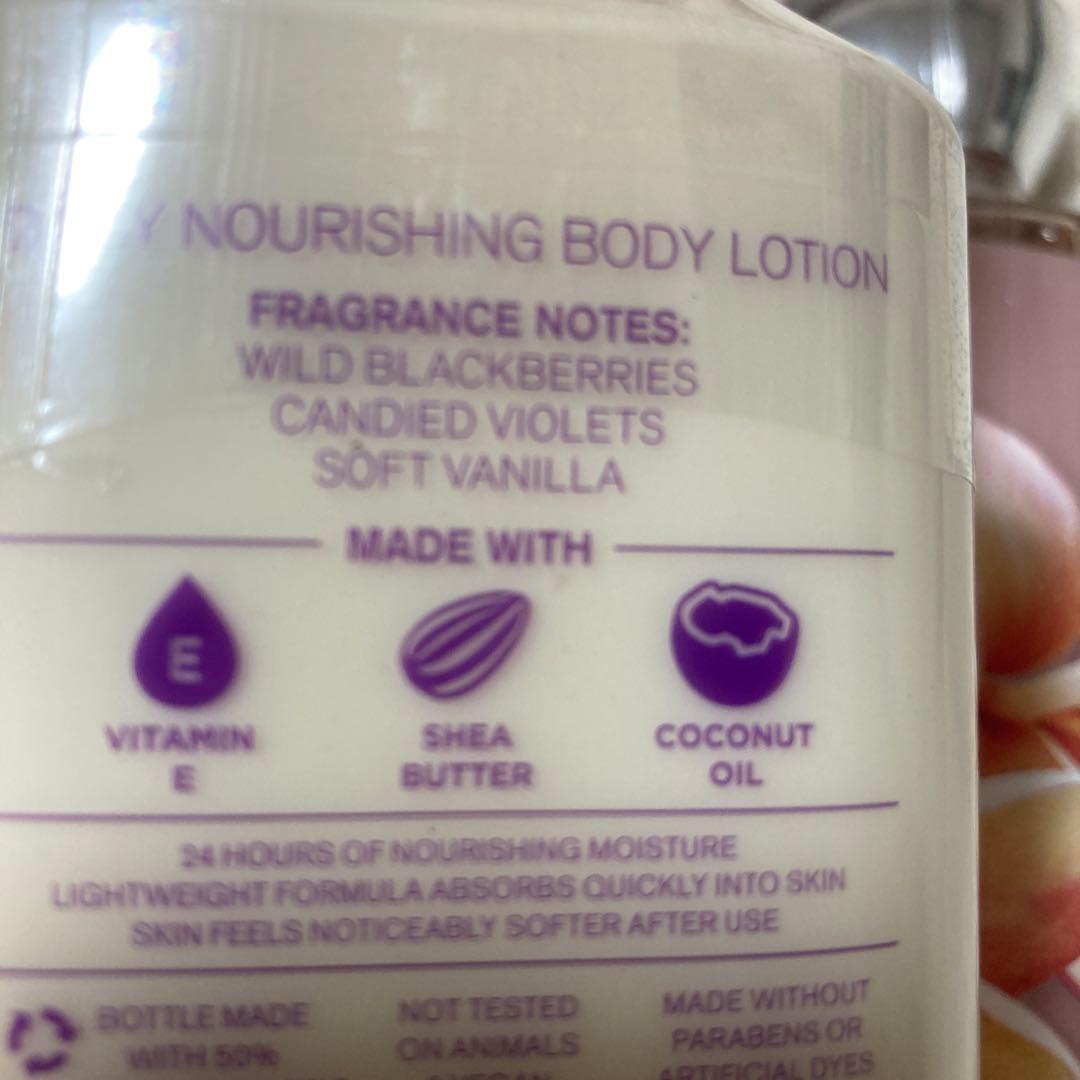 NOURISHING BODY LOTION
FRAGRANCE NOTES:
WILD BLACKBERRIES
CANDIED VIOLETS
SOFT VANILLA
MADE WITH
E
VITAMIN
E
SHEA
BUTTER
COCONUT
OIL
24 HOURS OF NOURISHING MOISTURE
LIGHTWEIGHT FORMULA ABSORBS QUICKLY INTO SKIN
SKIN FEELS NOTICEABLY SOFTER AFTER USE
BOTTLE MADE
WITH 50%
NOT TESTED
ON ANIMALS
MADE WITHOUT
PARABENS OR
ARTIFICIAL DYES